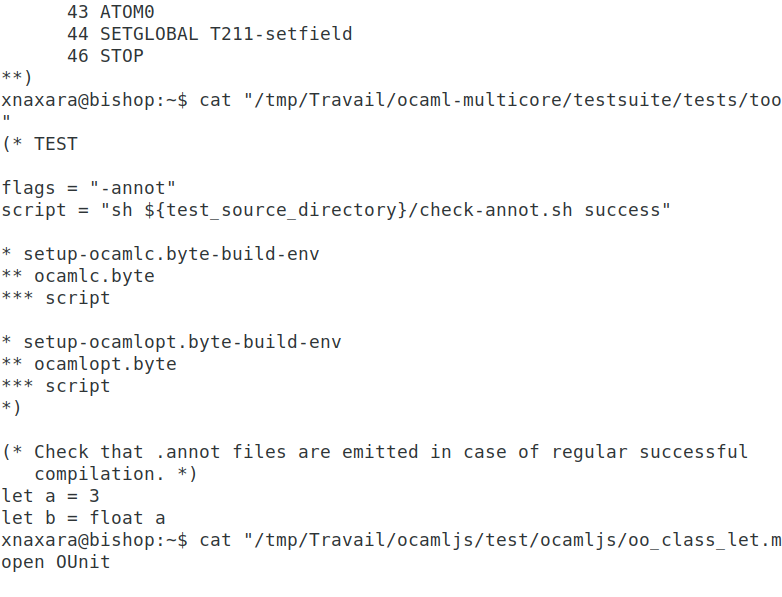 43 ATOM0
44 SETGLOBAL T211-setfield
46 STOP
**)
xnaxara@bishop:~$ cat "/tmp/Travail/ocaml-multicore/testsuite/tests/too
"
(* TEST
flags = "-annot"
script = "sh ${test_source_directory}/check-annot.sh success"
* setup-ocamlc.byte-build-env
** ocamlc.byte
*** script
* setup-ocamlopt.byte-build-env
** ocamlopt.byte
*** script
*)
(* Check that .annot files are emitted in case of regular successful
compilation. *)
let a = 3
let b = float a
xnaxara@bishop:~$ cat "/tmp/Travail/ocamljs/test/ocamljs/oo_class_let.m
open OUnit